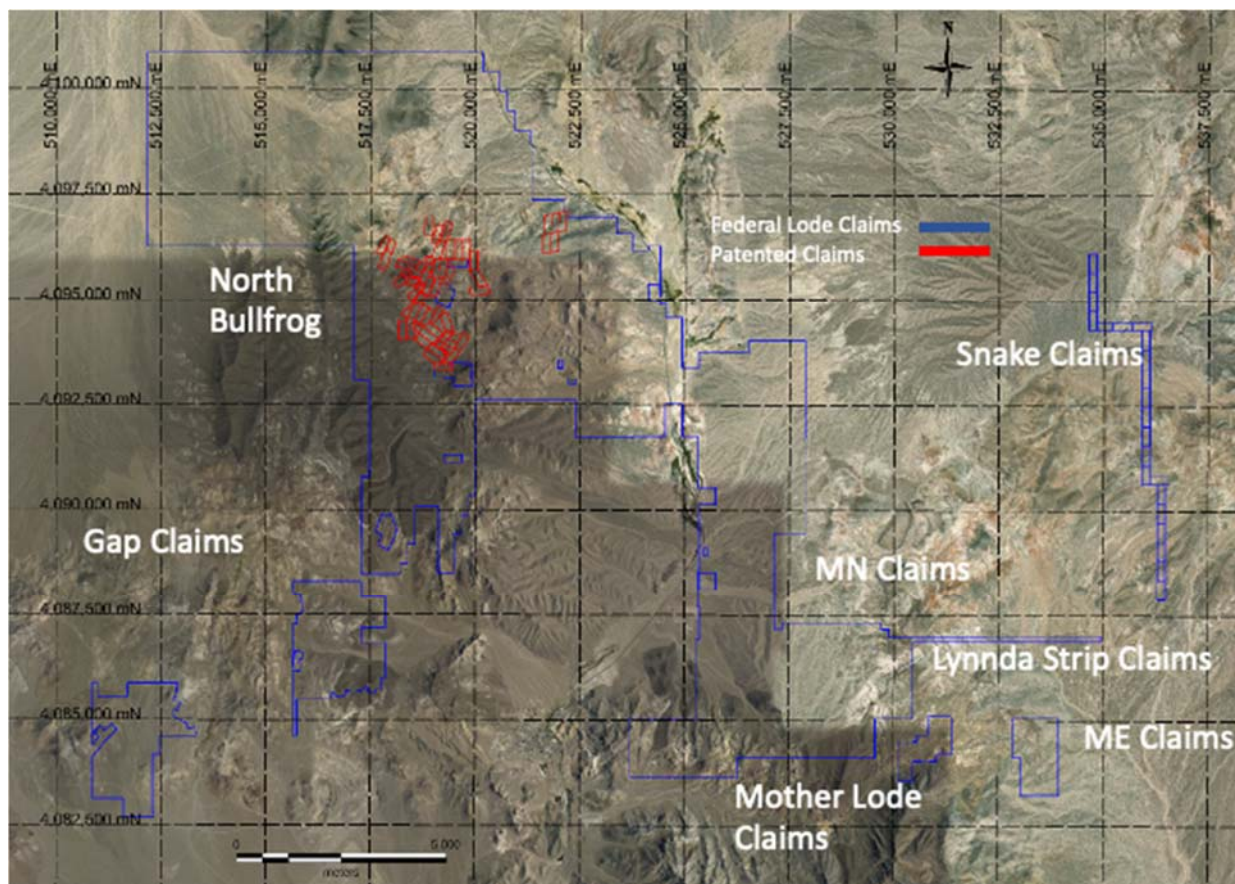 N
510,000 mE
512,500 mE
515,000 mE
517,500 mE
520,000 mE
522,500 mE
525,000 mE
527,500 mE
530,000 mE
532,500 mE
535,000 mE
537,500 mE
4,100,000 mN
4,097,500 mN
4,095,000 mN
4,092,500 mN
4,090,000 mN
4,087,500 mN
4,085,000 mN
4,082,500 mN
Federal Lode Claims
Patented Claims
North
Bullfrog
Snake Claims
Gap Claims
MN Claims
Lynnda Strip Claims
ME Claims
Mother Lode
Claims
0
5,000
meters